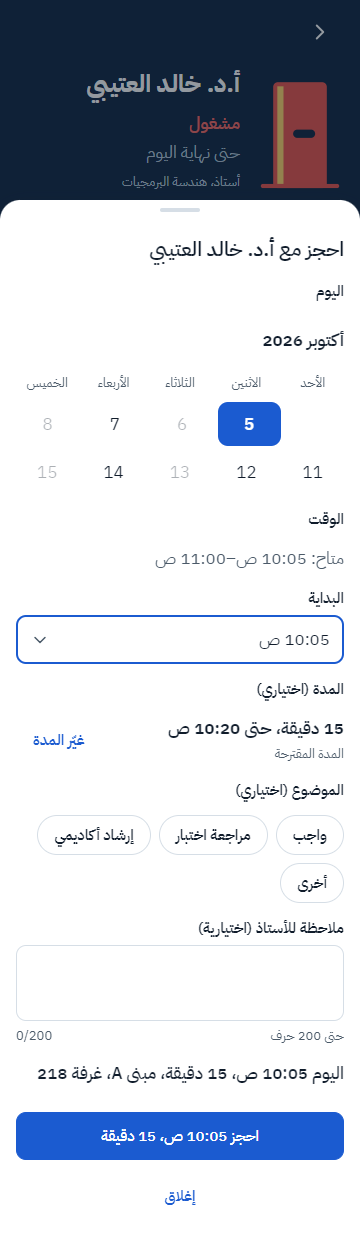 أ.د. خالد العتيبي
مشغول
حتى نهاية اليوم
أستاذ، هندسة البرمجيات
احجز مع أ.د. خالد العتيبي
اليوم
أكتوبر 2026
الأحد الاثنين الثلاثاء الأربعاء الخميس
5 6 7 8
11 12 13 14 15
الوقت
متاح: 10:05 ص–11:00 ص
البداية
10:05 ص
المدة (اختياري)
15 دقيقة، حتى 10:20 ص
غيّر المدة
المدة المقترحة
الموضوع (اختياري)
واجب مراجعة اختبار إرشاد أكاديمي
أخرى
ملاحظة للأستاذ (اختيارية)
حتى 200 حرف 0/200
اليوم 10:05 ص، 15 دقيقة، مبنى A، غرفة 218
احجز 10:05 ص، 15 دقيقة
إغلاق